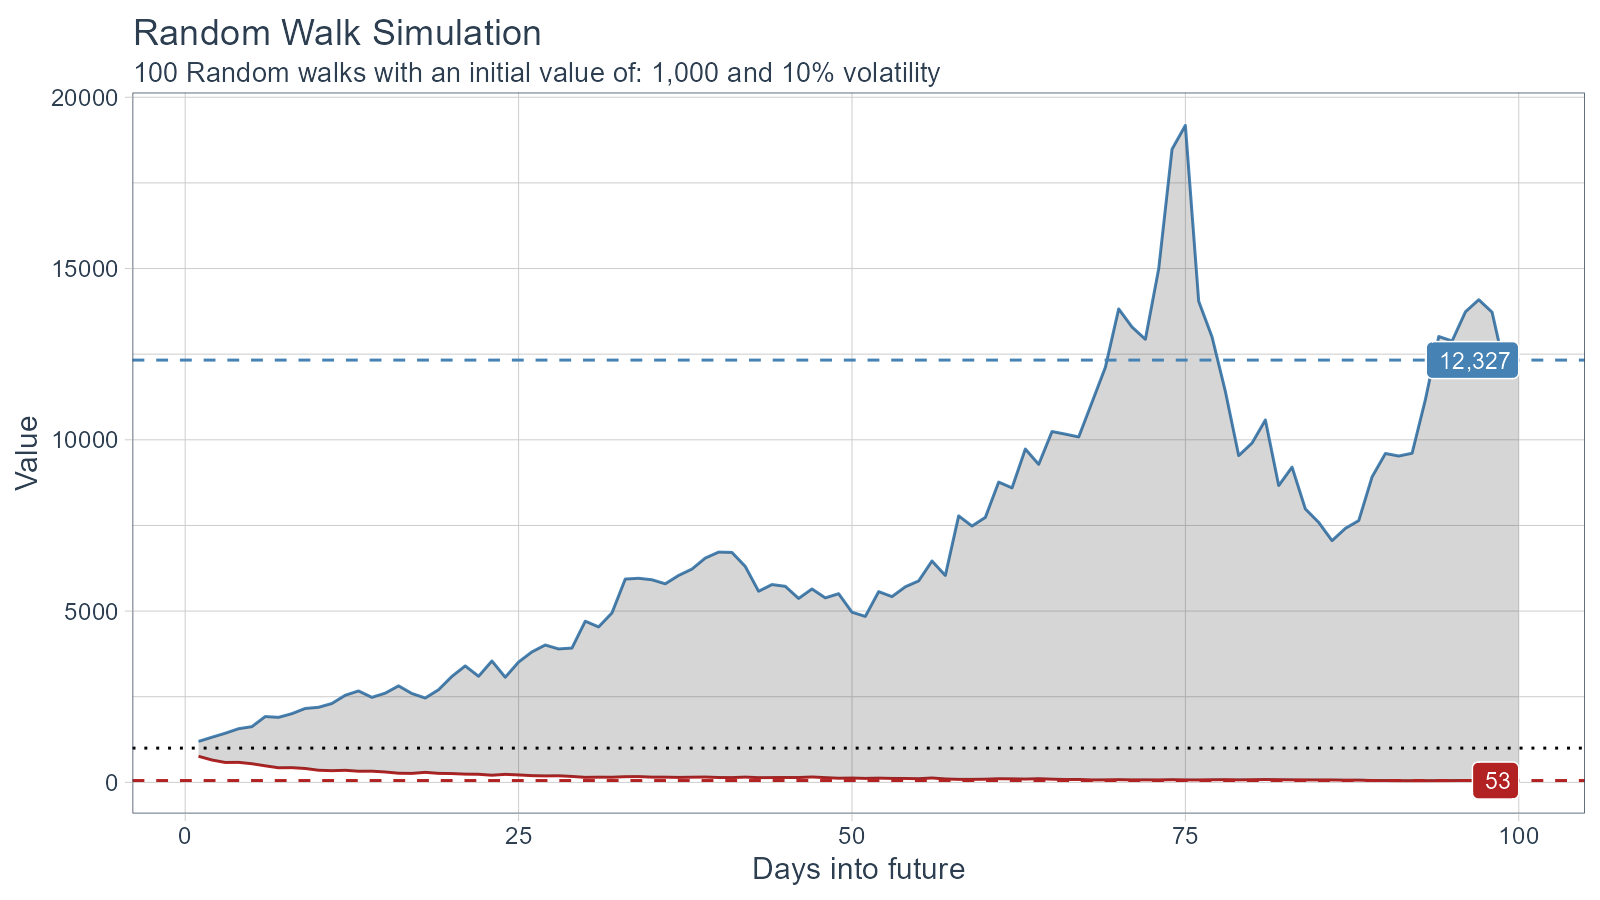 Random Walk Simulation
100 Random walks with an initial value of: 1,000 and 10% volatility
20000
15000
12,327
10000
Value
5000
0
53
0 25 50 75 100
Days into future